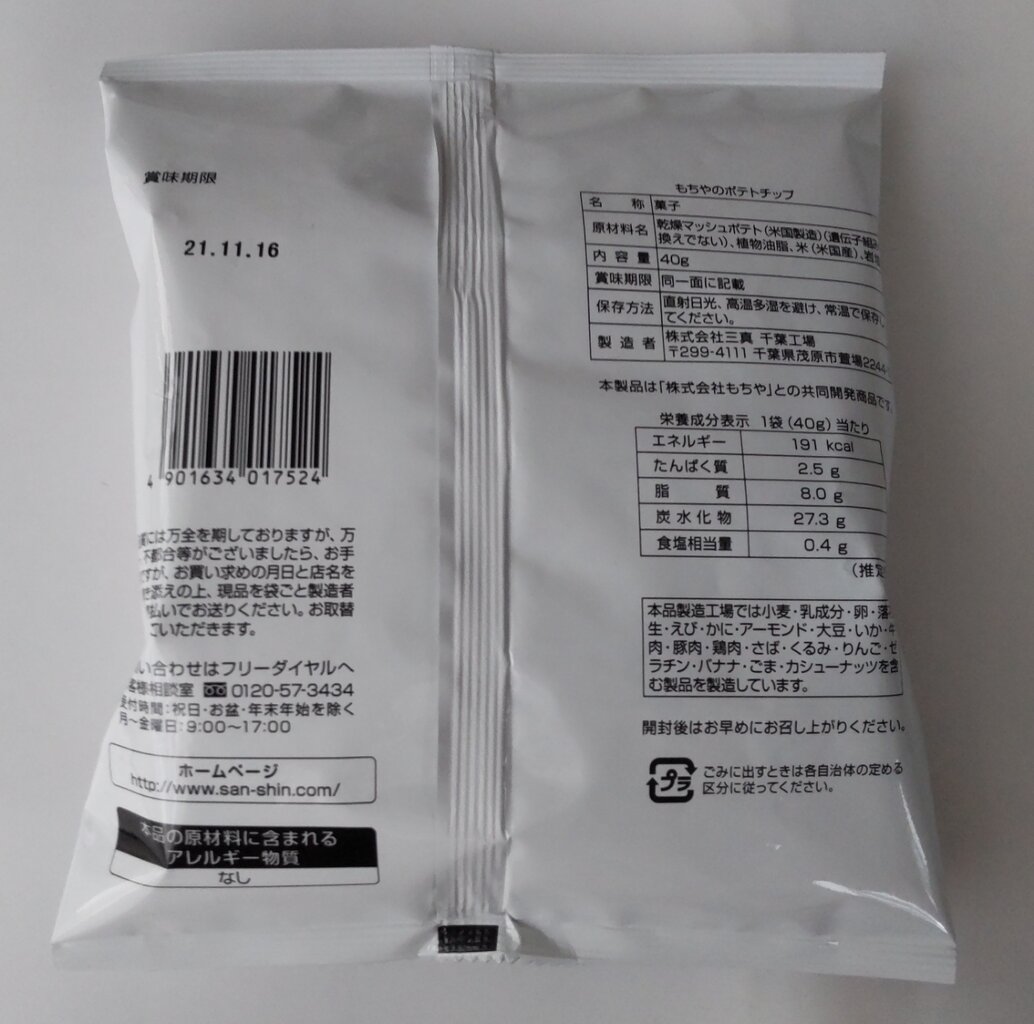 賞味期限
21.11.16
4 901634 017524
には万全を期しておりますが、万
不都合等がございましたら、お手
ですが、お買い求めの月日と店名を
添えの上、現品を袋ごと製造者
払いでお送りください。お取替
いただきます。
い合わせはフリーダイヤルへ
客様相談室 0120-57-3434
受付時間：祝日・お盆・年末年始を除く
月～金曜日：9:00～17:00
ホームページ
http://www.san-shin.com/
本品の原材料に含まれる
アレルギー物質
なし
もちやのポテトチップ
名称 菓子
原材料名 乾燥マッシュポテト（米国製造）（遺伝子組み
換えでない）、植物油脂、米（米国産）、岩
内容量 40g
賞味期限 同一面に記載
保存方法 直射日光、高温多湿を避け、常温で保存し
てください。
製造者 株式会社三真 千葉工場
〒299-4111 千葉県茂原市萱場2244
本製品は「株式会社もちや」との共同開発商品です。
栄養成分表示 1袋（40g）当たり
エネルギー 191 kcal
たんぱく質 2.5 g
脂質 8.0 g
炭水化物 27.3 g
食塩相当量 0.4 g
（推定
本品製造工場では小麦・乳成分・卵・落花
生・えび・かに・アーモンド・大豆・いか・牛
肉・豚肉・鶏肉・さば・くるみ・りんご・ゼ
ラチン・バナナ・ごま・カシューナッツを含
む製品を製造しています。
開封後はお早めにお召し上がりください。
プラ
ごみに出すときは各自治体の定める
区分に従ってください。